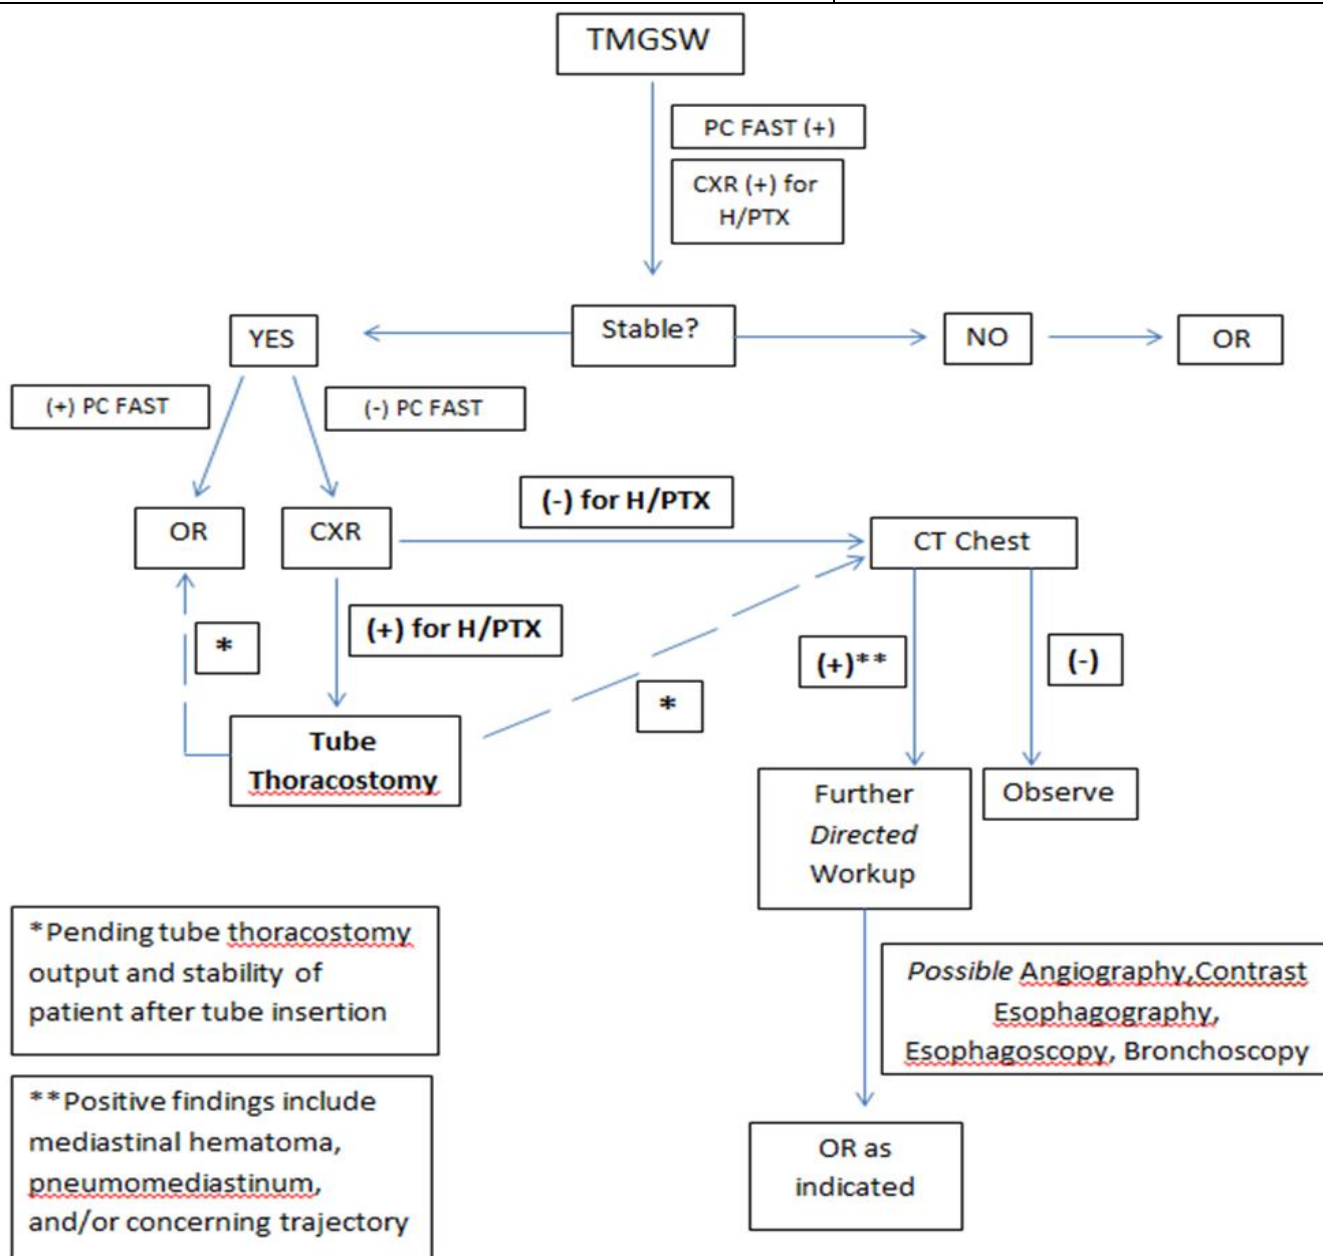 TMGSW
PC FAST (+)
CXR (+) for
H/PTX
Stable?
YES
NO
OR
(+) PC FAST
(-) PC FAST
OR
CXR
(-) for H/PTX
CT Chest
(+) for H/PTX
*
*
(+)**
(-)
Tube
Thoracostomy
Further
Directed
Workup
Observe
*Pending tube thoracostomy
output and stability of
patient after tube insertion
Possible Angiography,Contrast
Esophagography,
Esophagoscopy, Bronchoscopy
**Positive findings include
mediastinal hematoma,
pneumomediastinum,
and/or concerning trajectory
OR as
indicated